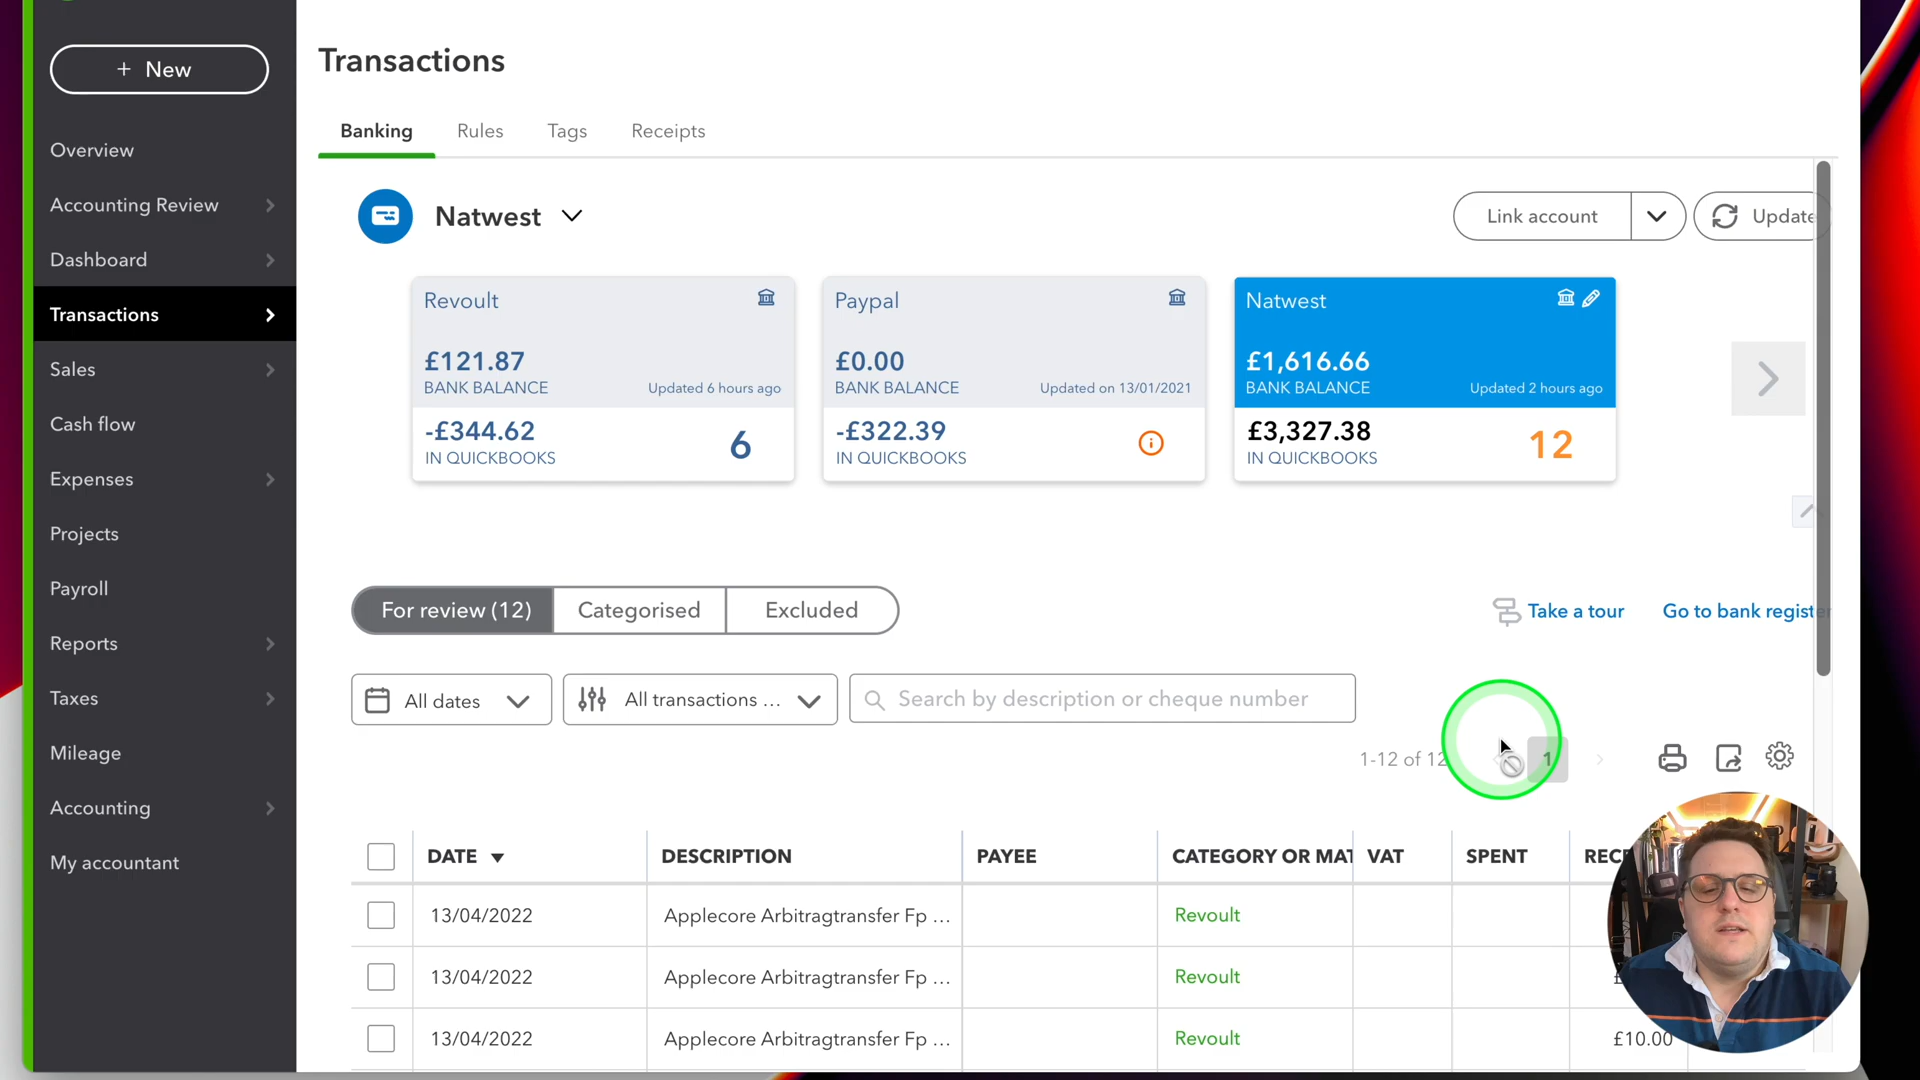 + New
Overview
Accounting Review
Dashboard
Transactions
Sales
Cash flow
Expenses
Projects
Payroll
Reports
Taxes
Mileage
Accounting
My accountant
Transactions
Banking Rules Tags Receipts
Natwest
Link account
Update
Revoult
£121.87
BANK BALANCE
Updated 6 hours ago
-£344.62
IN QUICKBOOKS
6
Paypal
£0.00
BANK BALANCE
Updated on 13/01/2021
-£322.39
IN QUICKBOOKS
Natwest
£1,616.66
BANK BALANCE
Updated 2 hours ago
£3,327.38
IN QUICKBOOKS
12
For review (12) Categorised Excluded
Take a tour
Go to bank regist
All dates
All transactions ...
Search by description or cheque number
1-12 of 12
1
DATE DESCRIPTION PAYEE CATEGORY OR MAT VAT SPENT REC
13/04/2022 Applecore Arbitragtransfer Fp ... Revoult
13/04/2022 Applecore Arbitragtransfer Fp ... Revoult
13/04/2022 Applecore Arbitragtransfer Fp ... Revoult £10.00